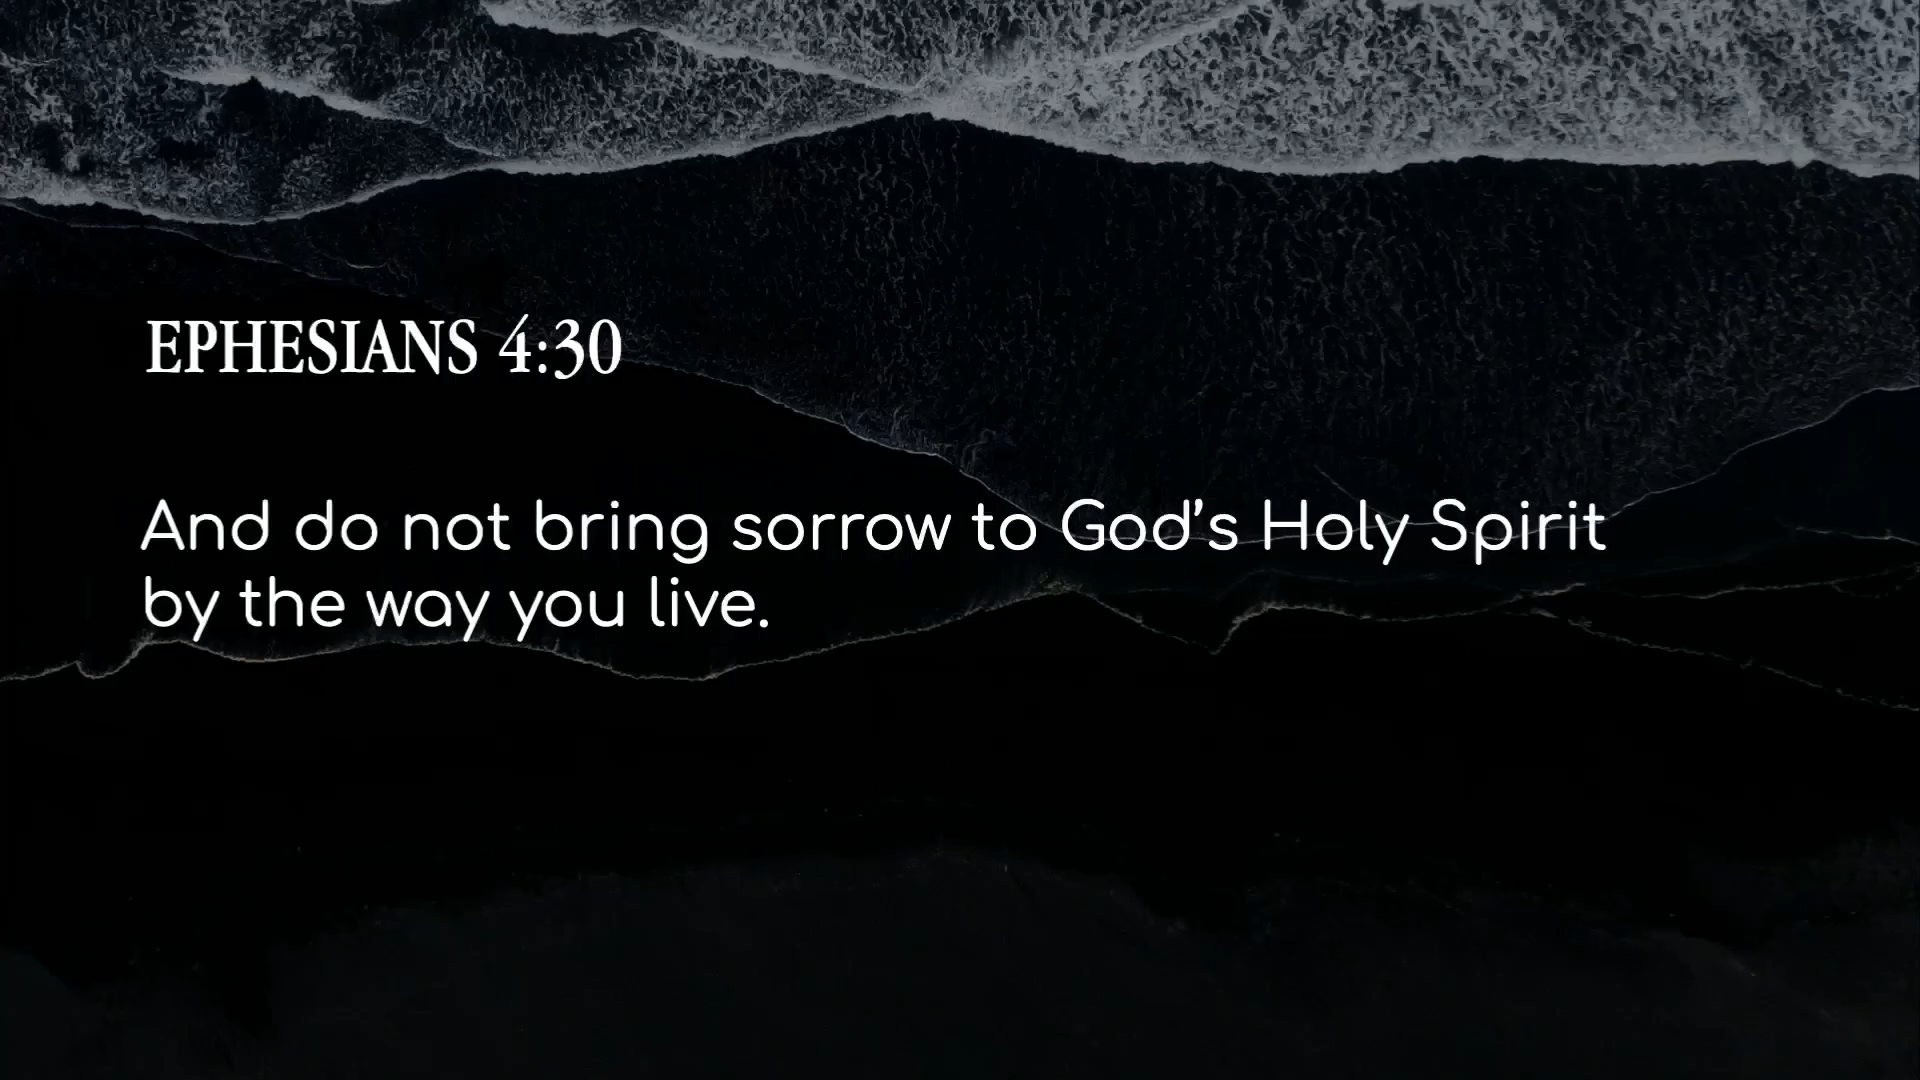 EPHESIANS 4:30
And do not bring sorrow to God’s Holy Spirit
by the way you live.